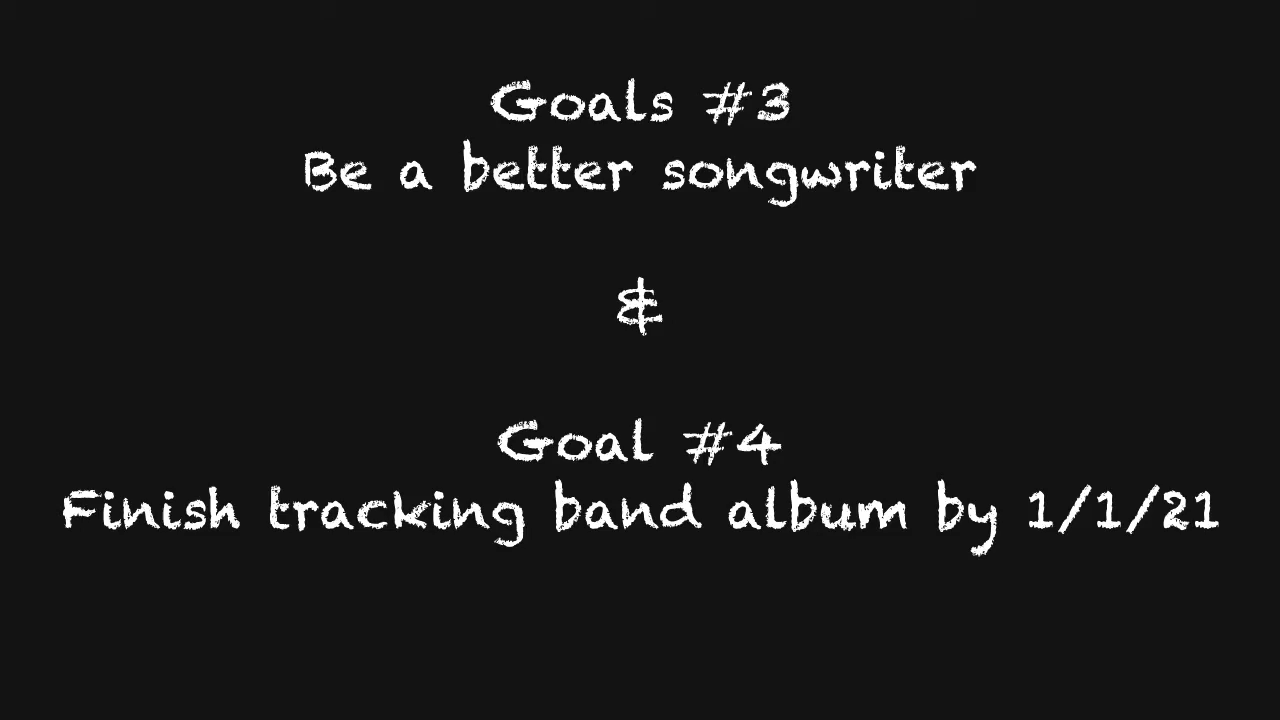 Goals #3
Be a better songwriter
&
Goal #4
Finish tracking band album by 1/1/21